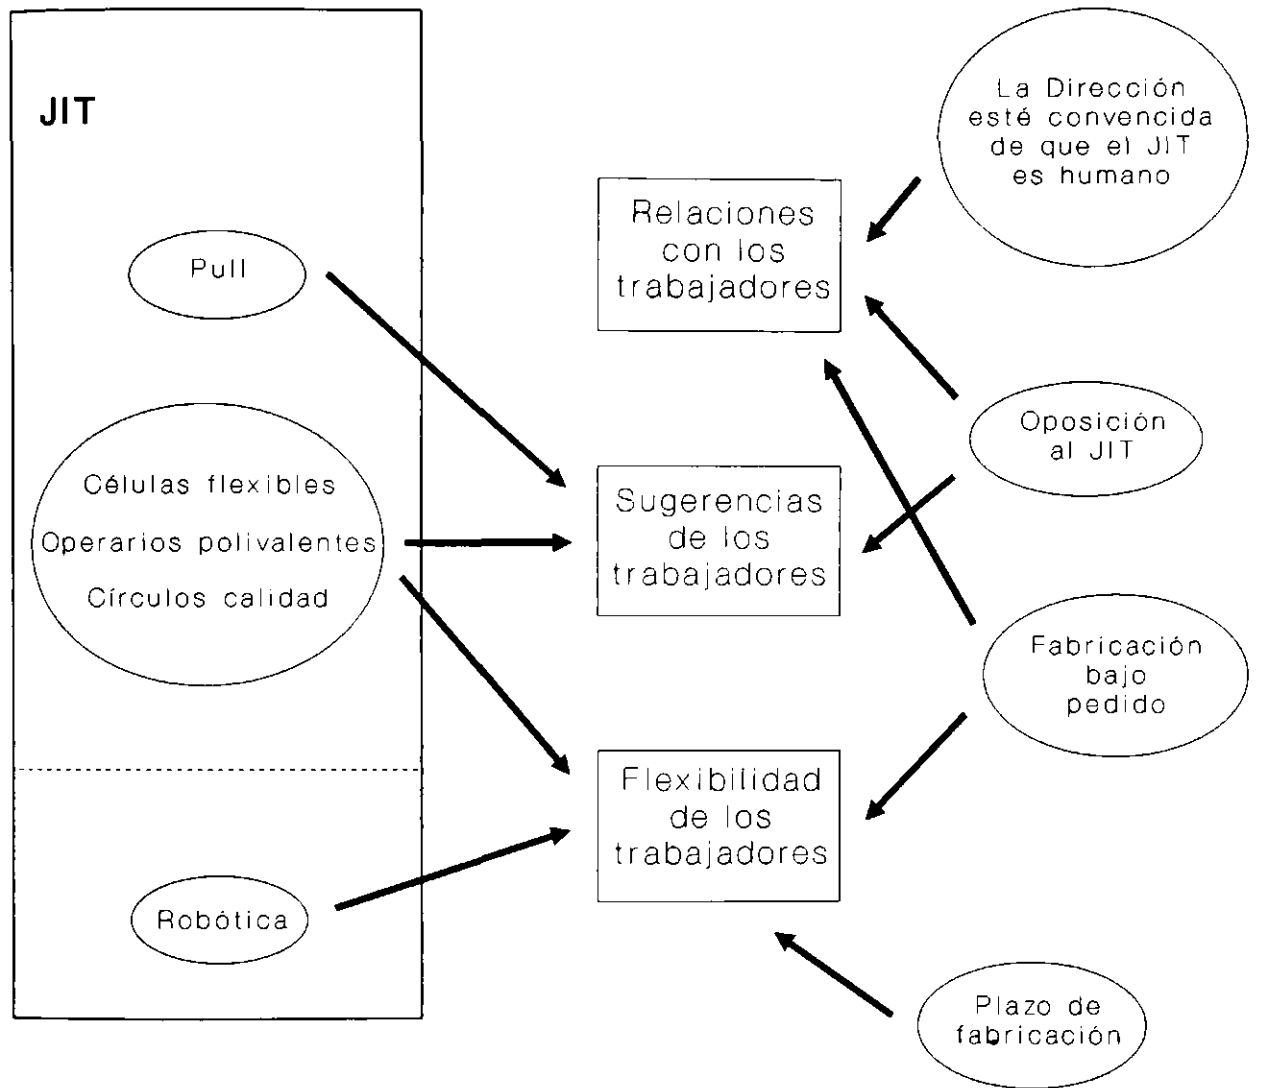 JIT
Pull
Células flexibles
Operarios polivalentes
Círculos calidad
Robótica
Relaciones
con los
trabajadores
Sugerencias
de los
trabajadores
Flexibilidad
de los
trabajadores
La Dirección
esté convencida
de que el JIT
es humano
Oposición
al JIT
Fabricación
bajo
pedido
Plazo de
fabricación